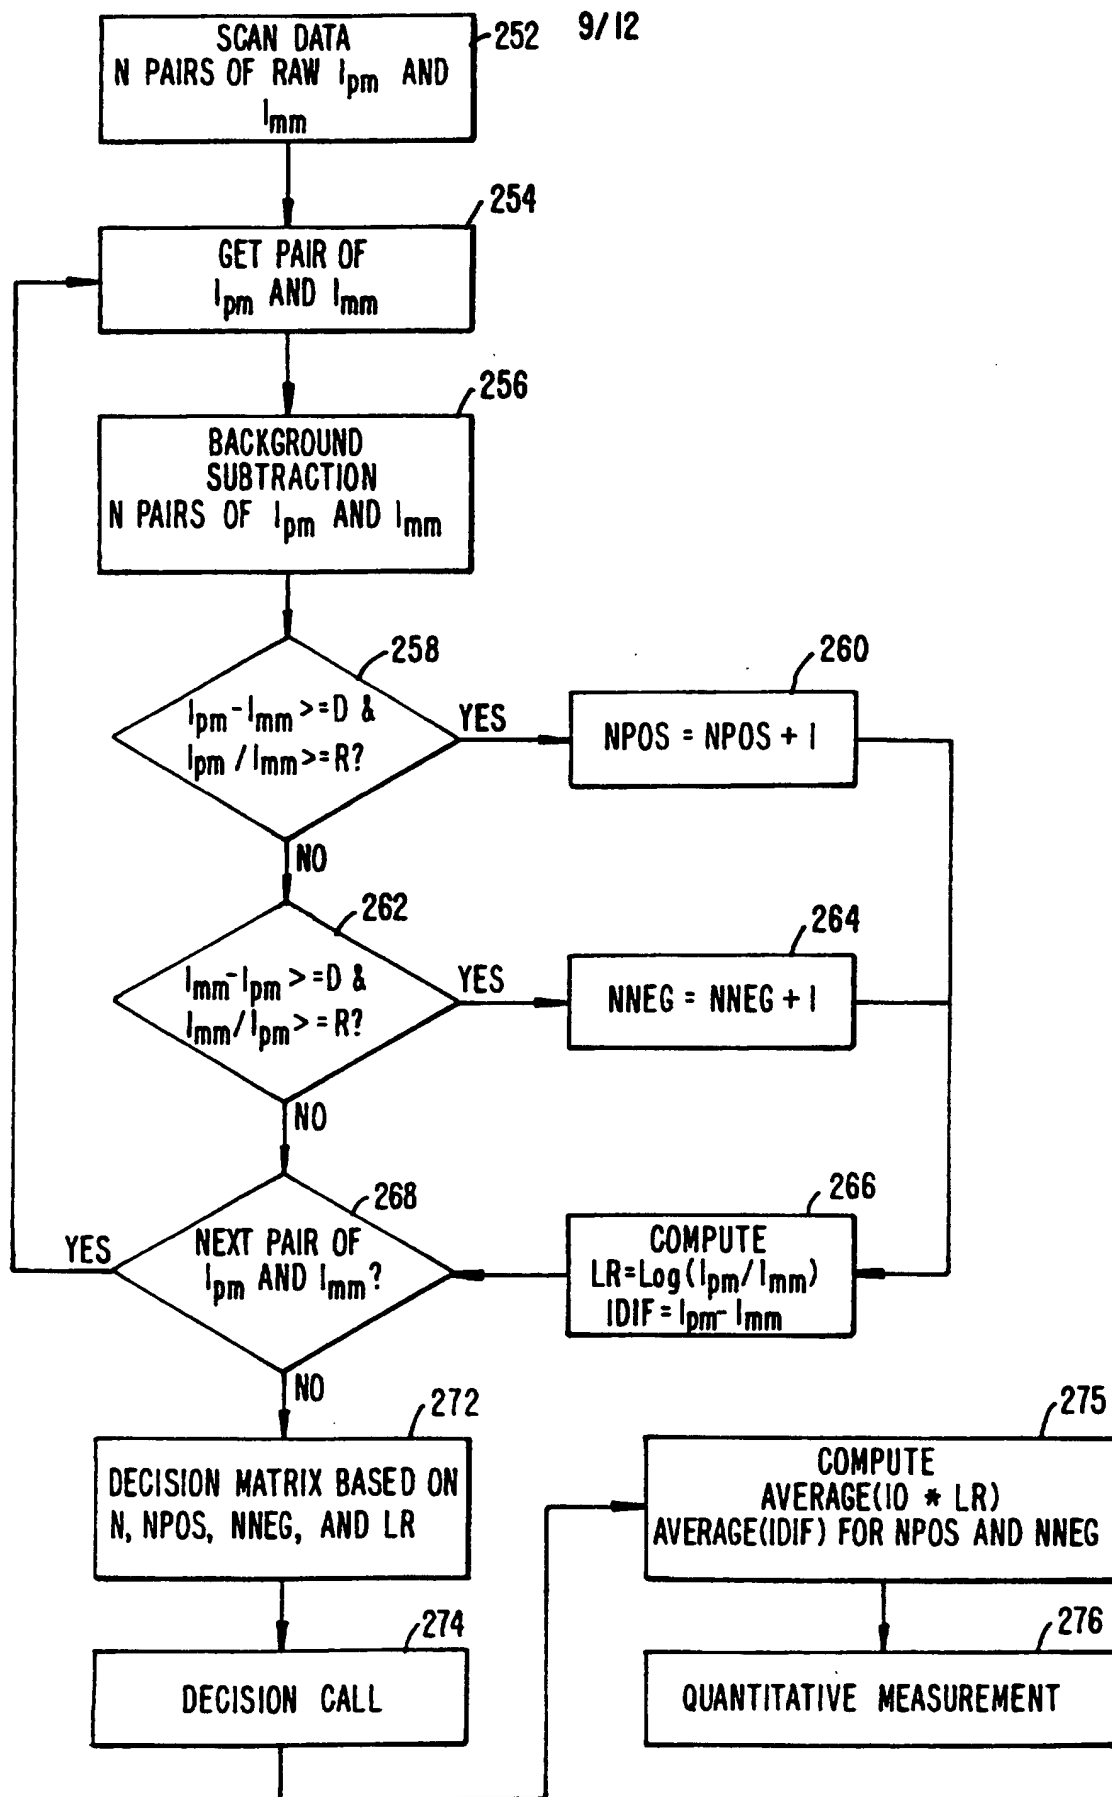 9/12
252
SCAN DATA
N PAIRS OF RAW Ipm AND
Imm
254
GET PAIR OF
Ipm AND Imm
256
BACKGROUND
SUBTRACTION
N PAIRS OF Ipm AND Imm
258
Ipm-Imm >=D &
Ipm / Imm >=R?
YES
NO
260
NPOS = NPOS + 1
262
Imm-Ipm >=D &
Imm / Ipm >=R?
YES
NO
264
NNEG = NNEG + 1
266
COMPUTE
LR=Log(Ipm/Imm)
IDIF=Ipm-Imm
268
NEXT PAIR OF
Ipm AND Imm?
YES
NO
272
DECISION MATRIX BASED ON
N, NPOS, NNEG, AND LR
274
DECISION CALL
275
COMPUTE
AVERAGE(10 * LR)
AVERAGE(IDIF) FOR NPOS AND NNEG
276
QUANTITATIVE MEASUREMENT